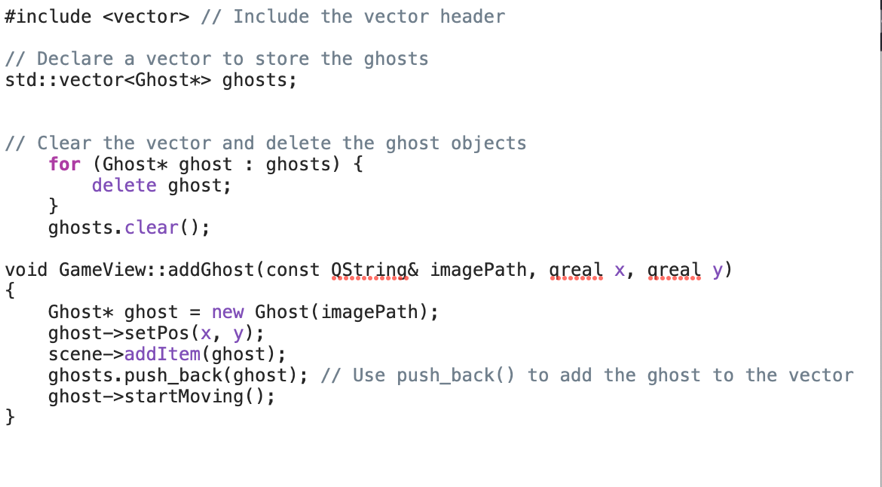 #include <vector> // Include the vector header
// Declare a vector to store the ghosts
std::vector<Ghost*> ghosts;
// Clear the vector and delete the ghost objects
for (Ghost* ghost : ghosts) {
delete ghost;
}
ghosts.clear();
void GameView::addGhost(const QString& imagePath, qreal x, qreal y)
{
Ghost* ghost = new Ghost(imagePath);
ghost->setPos(x, y);
scene->addItem(ghost);
ghosts.push_back(ghost); // Use push_back() to add the ghost to the vector
ghost->startMoving();
}